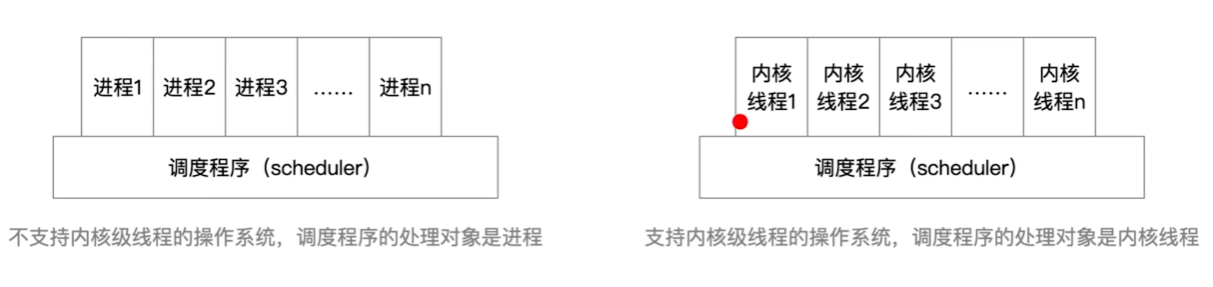 进程1 进程2 进程3 …… 进程n
调度程序（scheduler）
不支持内核级线程的操作系统，调度程序的处理对象是进程
内核线程1 内核线程2 内核线程3 …… 内核线程n
调度程序（scheduler）
支持内核级线程的操作系统，调度程序的处理对象是内核线程